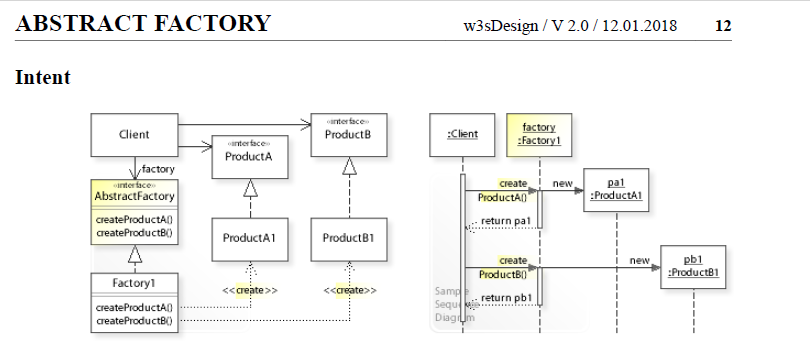 ABSTRACT FACTORY
w3sDesign / V 2.0 / 12.01.2018 12
Intent
Client
factory
«interface»
AbstractFactory
createProductA()
createProductB()
Factory1
createProductA()
createProductB()
«interface»
ProductA
«interface»
ProductB
ProductA1
ProductB1
<<create>>
<<create>>
:Client
factory
:Factory1
create
ProductA()
new
pa1
:ProductA1
return pa1
create
ProductB()
new
pb1
:ProductB1
return pb1
Sample
Sequence
Diagram